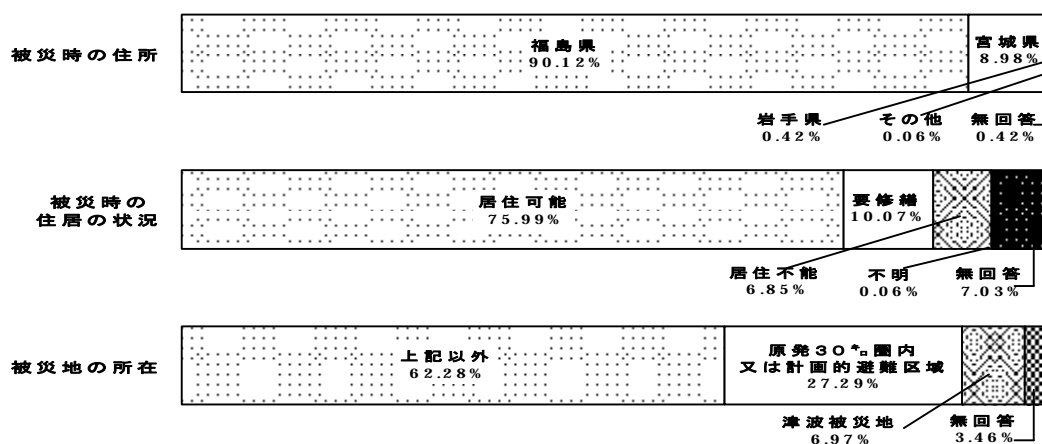 被災時の住所
福島県
90.12%
宮城県
8.98%
岩手県
0.42%
その他
0.06%
無回答
0.42%
被災時の
住居の状況
居住可能
75.99%
要修繕
10.07%
居住不能
6.85%
不明
0.06%
無回答
7.03%
被災地の所在
上記以外
62.28%
原発30㌔圏内
又は計画的避難区域
27.29%
津波被災地
6.97%
無回答
3.46%